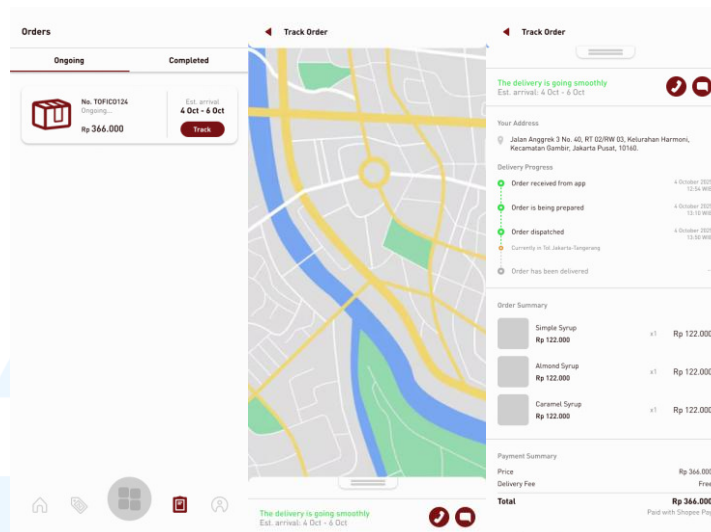 Orders
Ongoing
Completed
No. TOFICO124
Ongoing...
Rp 366.000
Est. arrival
4 Oct - 6 Oct
Track
Track Order
The delivery is going smoothly
Est. arrival: 4 Oct - 6 Oct
Track Order
The delivery is going smoothly
Est. arrival: 4 Oct - 6 Oct
Your Address
Jalan Anggrek 3 No. 40, RT 02/RW 03, Kelurahan Harmoni,
Kecamatan Gambir, Jakarta Pusat, 10160.
Delivery Progress
Order received from app
4 October 202
12:54 WIB
Order is being prepared
4 October 202
13:10 WIB
Order dispatched
4 October 202
13:50 WIB
Currently in Tol Jakarta-Tangerang
Order has been delivered
-
Order Summary
Simple Syrup
Rp 122.000
x1
Rp 122.000
Almond Syrup
Rp 122.000
x1
Rp 122.000
Caramel Syrup
Rp 122.000
x1
Rp 122.000
Payment Summary
Price
Rp 366.000
Delivery Fee
Free
Total
Rp 366.000
Paid with Shopee Pay